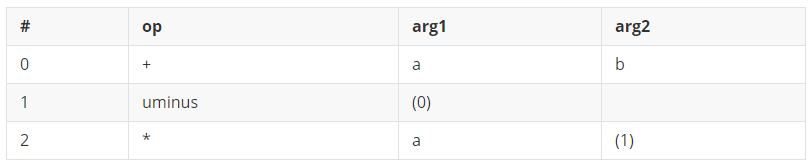 # op arg1 arg2
0 + a b
1 uminus (0)
2 * a (1)